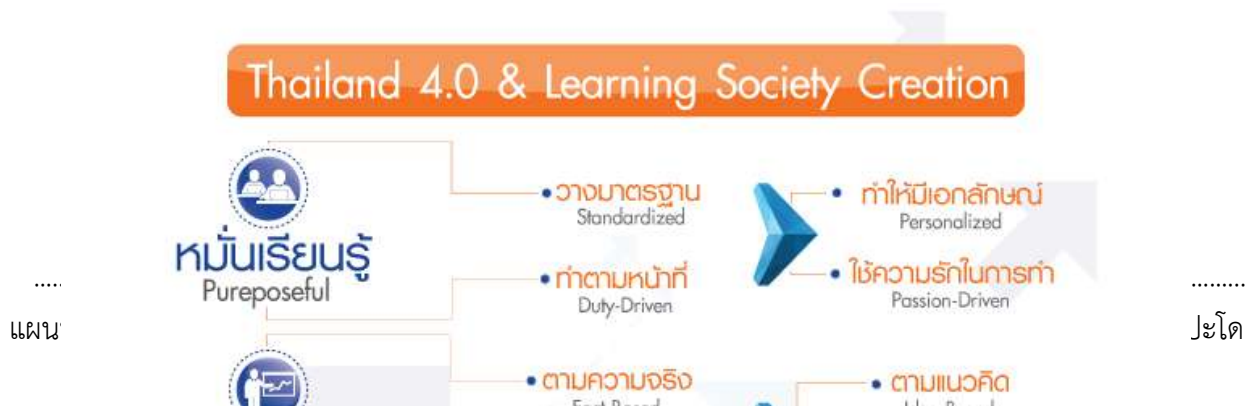 Thailand 4.0 & Learning Society Creation
หมั่นเรียนรู้
Pureposeful
วางมาตรฐาน
Standardized
ทำตามหน้าที่
Duty-Driven
ทำให้มีเอกลักษณ์
Personalized
ใช้ความรักในการทำ
Passion-Driven
ตามความจริง
Fact-Based
ตามแนวคิด
Idea-Based